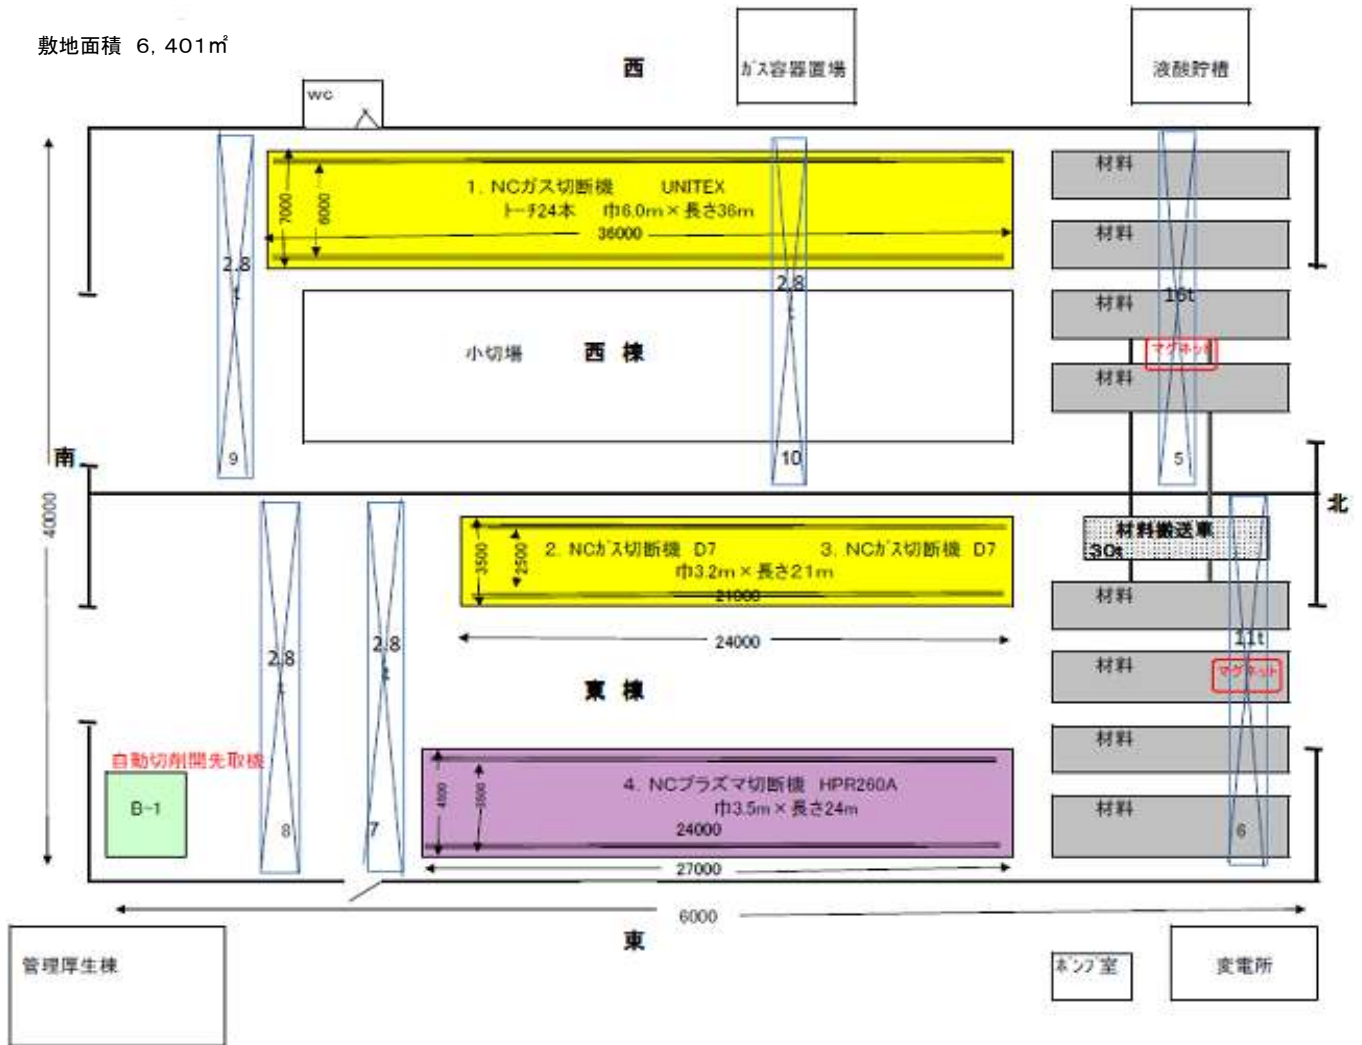 敷地面積 6,401㎡
西
ガス容器置場
液酸貯槽
wc
材料
1. NCガス切断機 UNITEX
トーチ24本 巾6.0m×長さ36m
7000
6000
36000
材料
2.8
t
2.8
t
16t
材料
マグネット
小切場
西 棟
材料
9
10
5
南
北
40000
材料搬送車
30t
2. NCガス切断機 D7
3. NCガス切断機 D7
巾3.2m×長さ21m
3500
2500
21000
材料
24000
2.8
t
2.8
t
11t
材料
マグネット
東 棟
材料
自動切削開先取機
B-1
4. NCプラズマ切断機 HPR260A
巾3.5m×長さ24m
24000
材料
8
7
6
27000
6000
東
管理厚生棟
ポンプ室
変電所